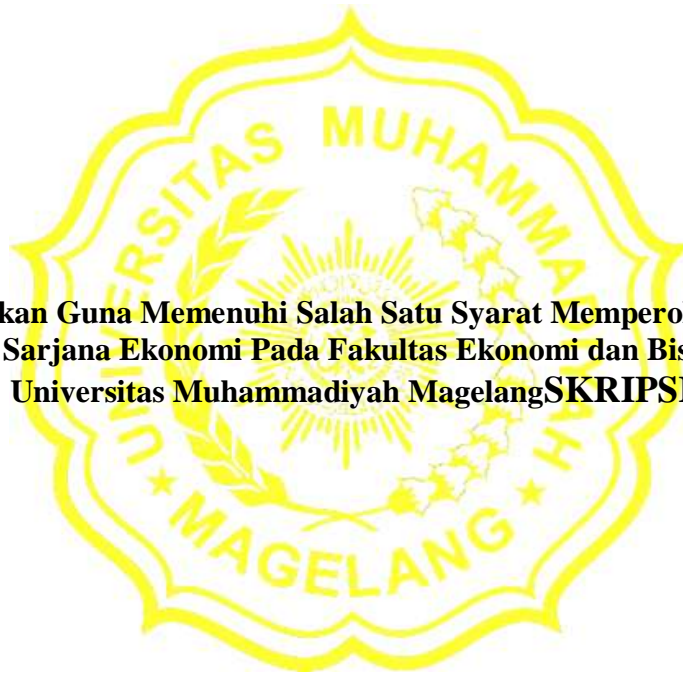 UNIVERSITAS MUHAMMADIYAH
kan Guna Memenuhi Salah Satu Syarat Mempero
Sarjana Ekonomi Pada Fakultas Ekonomi dan Bis
Universitas Muhammadiyah MagelangSKRIPSI
MAGELANG